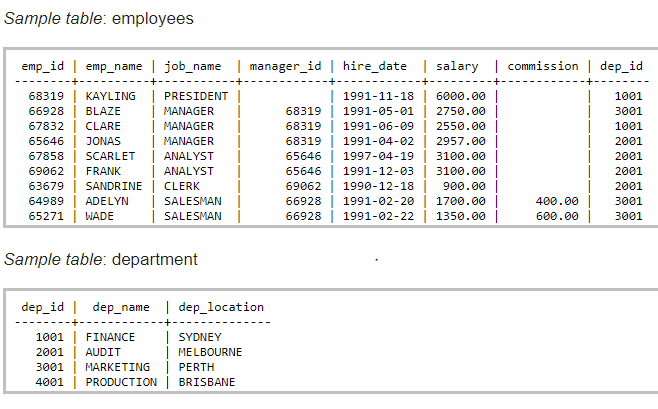 Sample table: employees
emp_id | emp_name | job_name | manager_id | hire_date | salary | commission | dep_id
--------+----------+-----------+------------+------------+---------+------------+--------
68319 | KAYLING | PRESIDENT | | 1991-11-18 | 6000.00 | | 1001
66928 | BLAZE | MANAGER | 68319 | 1991-05-01 | 2750.00 | | 3001
67832 | CLARE | MANAGER | 68319 | 1991-06-09 | 2550.00 | | 1001
65646 | JONAS | MANAGER | 68319 | 1991-04-02 | 2957.00 | | 2001
67858 | SCARLET | ANALYST | 65646 | 1997-04-19 | 3100.00 | | 2001
69062 | FRANK | ANALYST | 65646 | 1991-12-03 | 3100.00 | | 2001
63679 | SANDRINE | CLERK | 69062 | 1990-12-18 | 900.00 | | 2001
64989 | ADELYN | SALESMAN | 66928 | 1991-02-20 | 1700.00 | 400.00 | 3001
65271 | WADE | SALESMAN | 66928 | 1991-02-22 | 1350.00 | 600.00 | 3001
Sample table: department
dep_id | dep_name | dep_location
--------+------------+--------------
1001 | FINANCE | SYDNEY
2001 | AUDIT | MELBOURNE
3001 | MARKETING | PERTH
4001 | PRODUCTION | BRISBANE